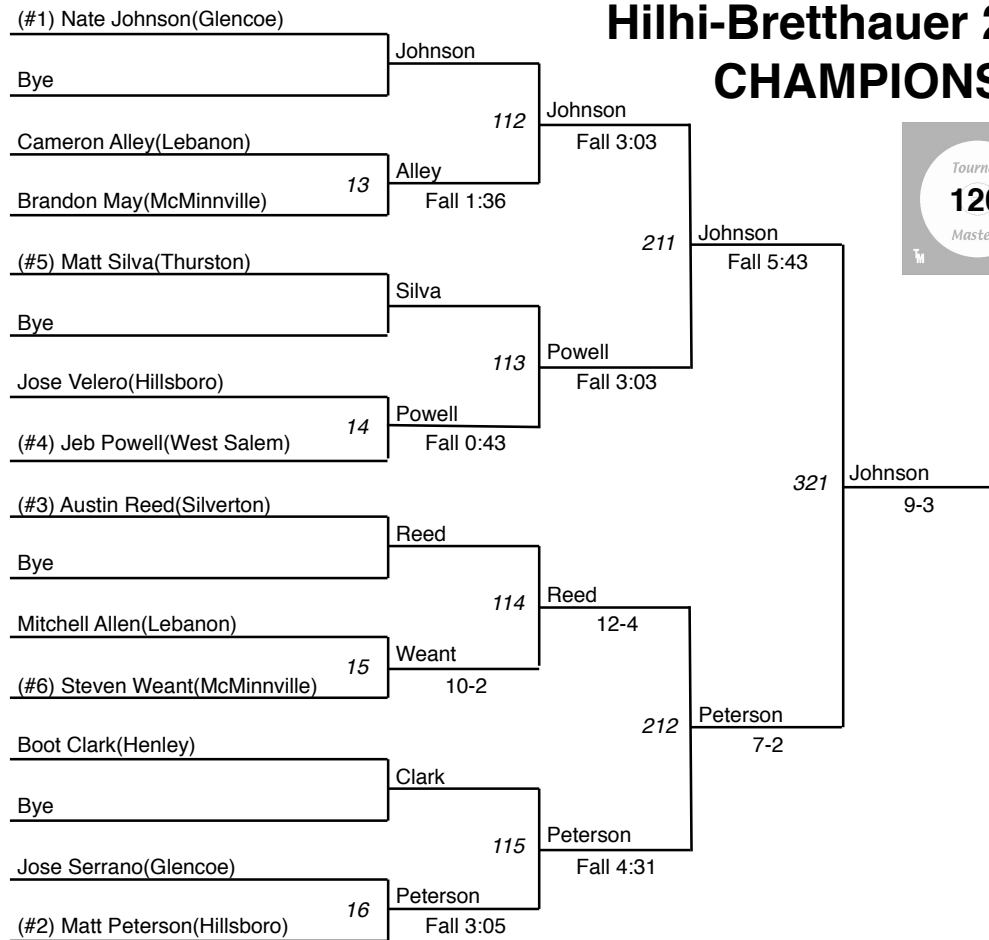 Hilhi-Bretthauer
CHAMPIONS
(#1) Nate Johnson(Glencoe)
Johnson
Bye
112
Johnson
Fall 3:03
Cameron Alley(Lebanon)
13
Alley
Fall 1:36
Brandon May(McMinnville)
211
Johnson
Fall 5:43
(#5) Matt Silva(Thurston)
Silva
Bye
113
Powell
Fall 3:03
Jose Velero(Hillsboro)
14
Powell
Fall 0:43
(#4) Jeb Powell(West Salem)
321
Johnson
9-3
(#3) Austin Reed(Silverton)
Reed
Bye
114
Reed
12-4
Mitchell Allen(Lebanon)
15
Weant
10-2
(#6) Steven Weant(McMinnville)
212
Peterson
7-2
Boot Clark(Henley)
Clark
Bye
115
Peterson
Fall 4:31
Jose Serrano(Glencoe)
16
Peterson
Fall 3:05
(#2) Matt Peterson(Hillsboro)
TM